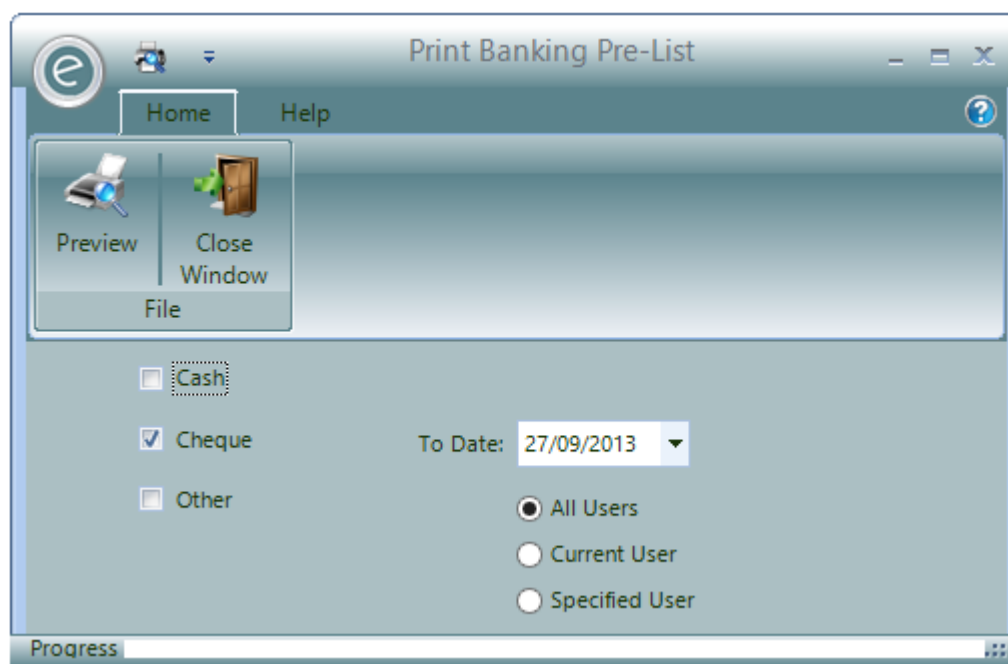 e
Print Banking Pre-List
Home Help
Preview
Close
Window
File
Cash
Cheque
To Date: 27/09/2013
Other
All Users
Current User
Specified User
Progress